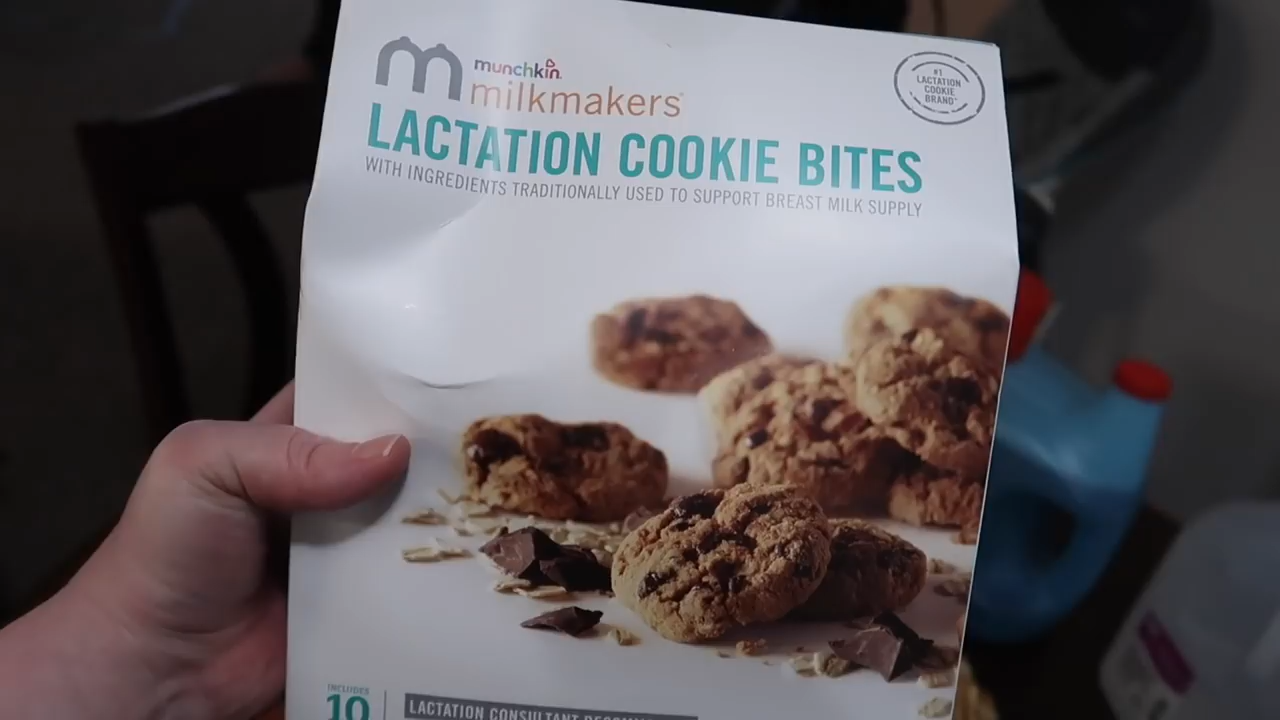 munchkin
milkmakers
#1
LACTATION
COOKIE
BRAND
LACTATION COOKIE BITES
WITH INGREDIENTS TRADITIONALLY USED TO SUPPORT BREAST MILK SUPPLY
INCLUDES
10
LACTATION CONSULTANT